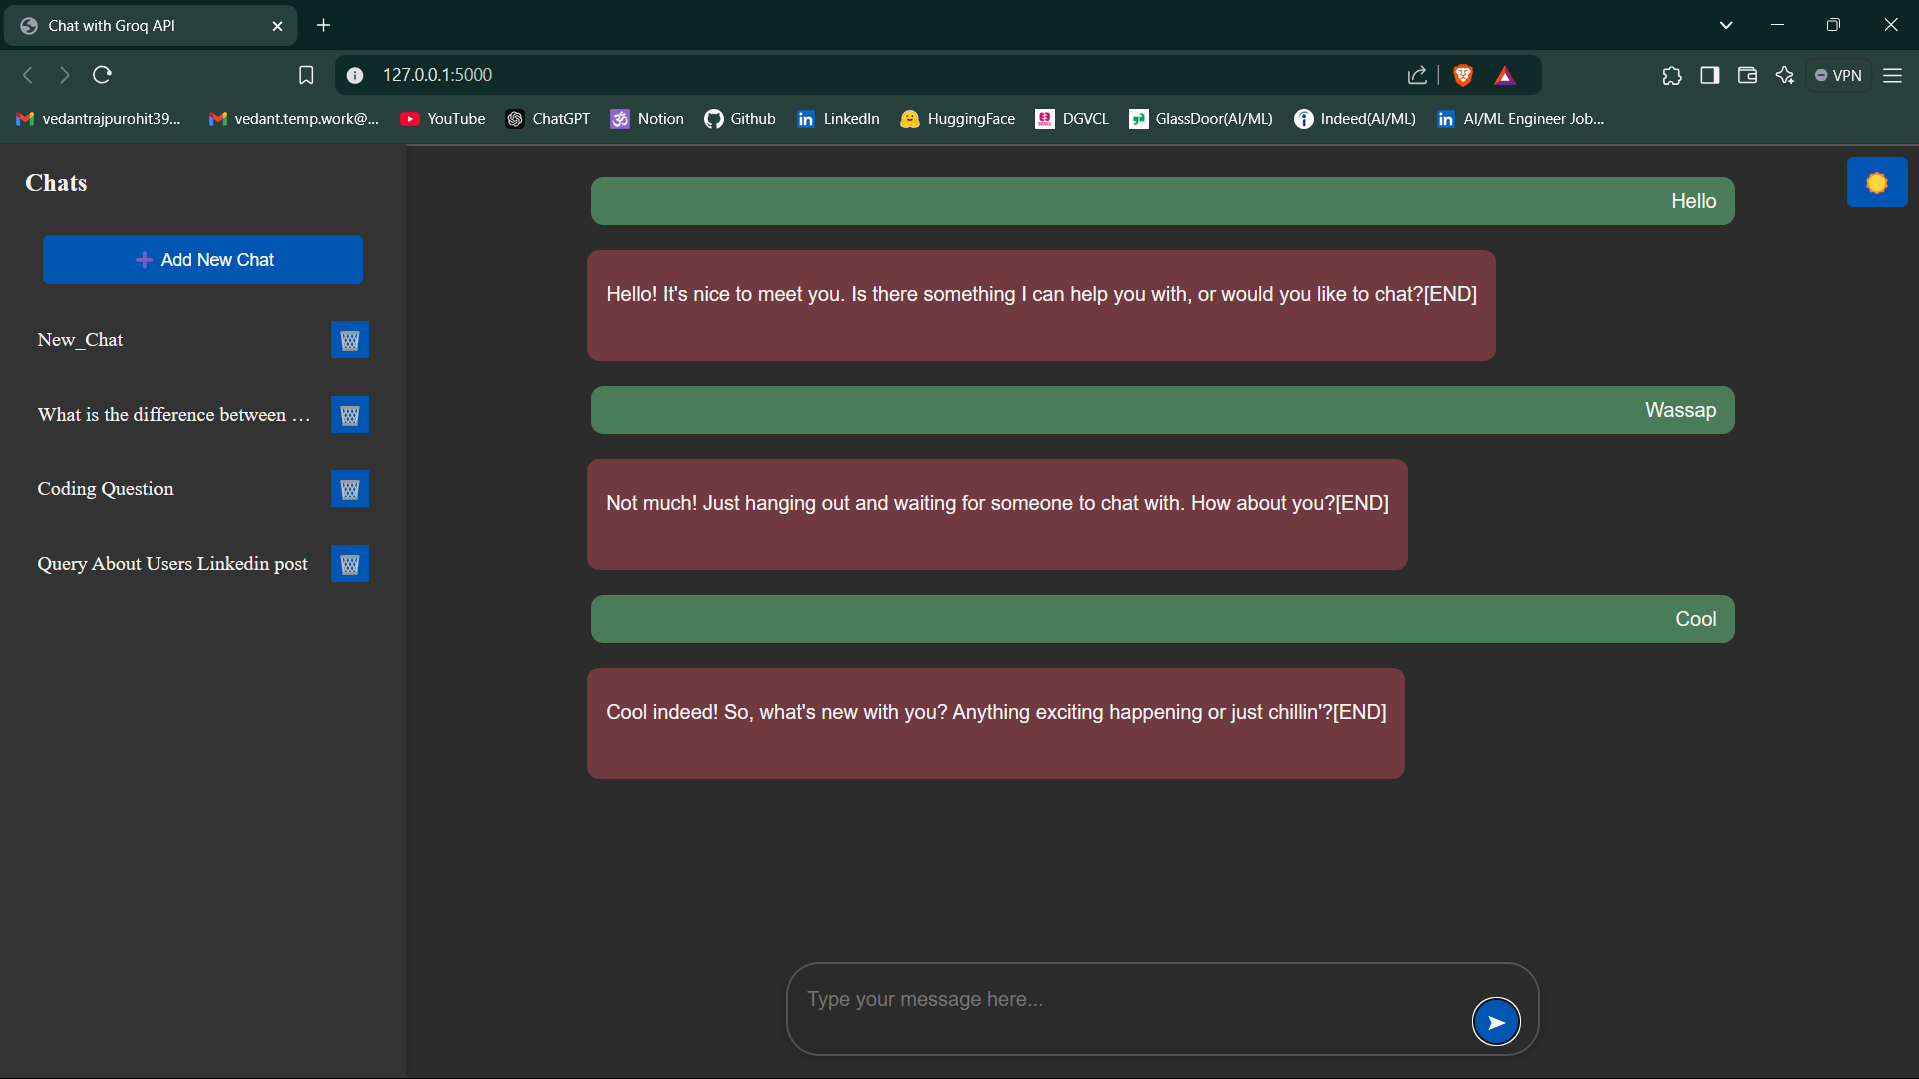 Chat with Groq API
127.0.0.1:5000
VPN
vedantrajpurohit39...
vedant.temp.work@...
YouTube
ChatGPT
Notion
Github
LinkedIn
HuggingFace
DGVCL
GlassDoor(AI/ML)
Indeed(AI/ML)
AI/ML Engineer Job...
Chats
Add New Chat
New_Chat
What is the difference between ...
Coding Question
Query About Users Linkedin post
Hello
Hello! It's nice to meet you. Is there something I can help you with, or would you like to chat?[END]
Wassap
Not much! Just hanging out and waiting for someone to chat with. How about you?[END]
Cool
Cool indeed! So, what's new with you? Anything exciting happening or just chillin'?[END]
Type your message here...